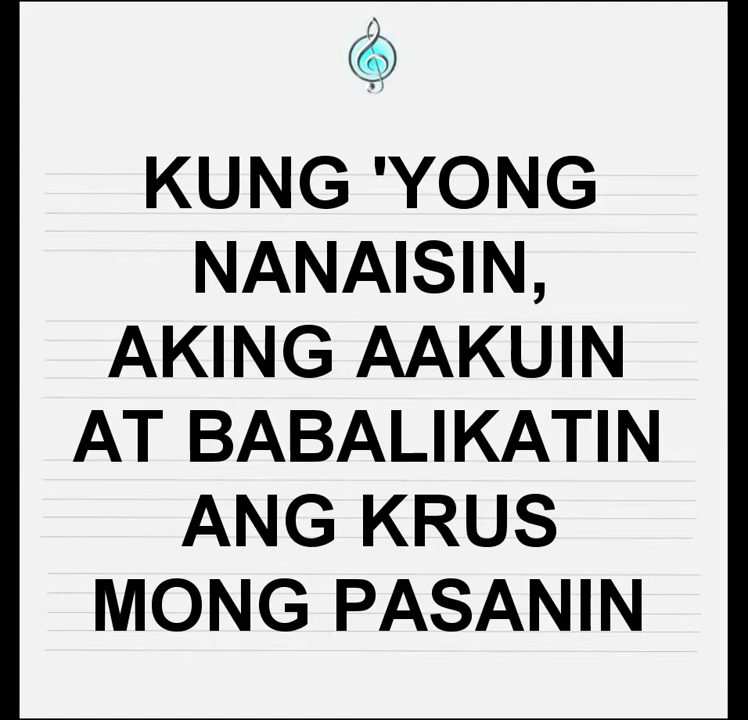 KUNG 'YONG
NANAISIN,
AKING AAKUIN
AT BABALIKATIN
ANG KRUS
MONG PASANIN